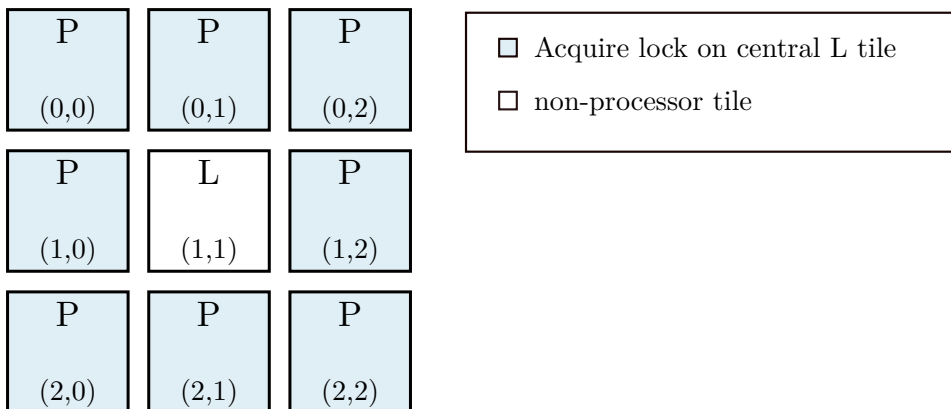 P P P
(0,0) (0,1) (0,2)
P L P
(1,0) (1,1) (1,2)
P P P
(2,0) (2,1) (2,2)
Acquire lock on central L tile
non-processor tile